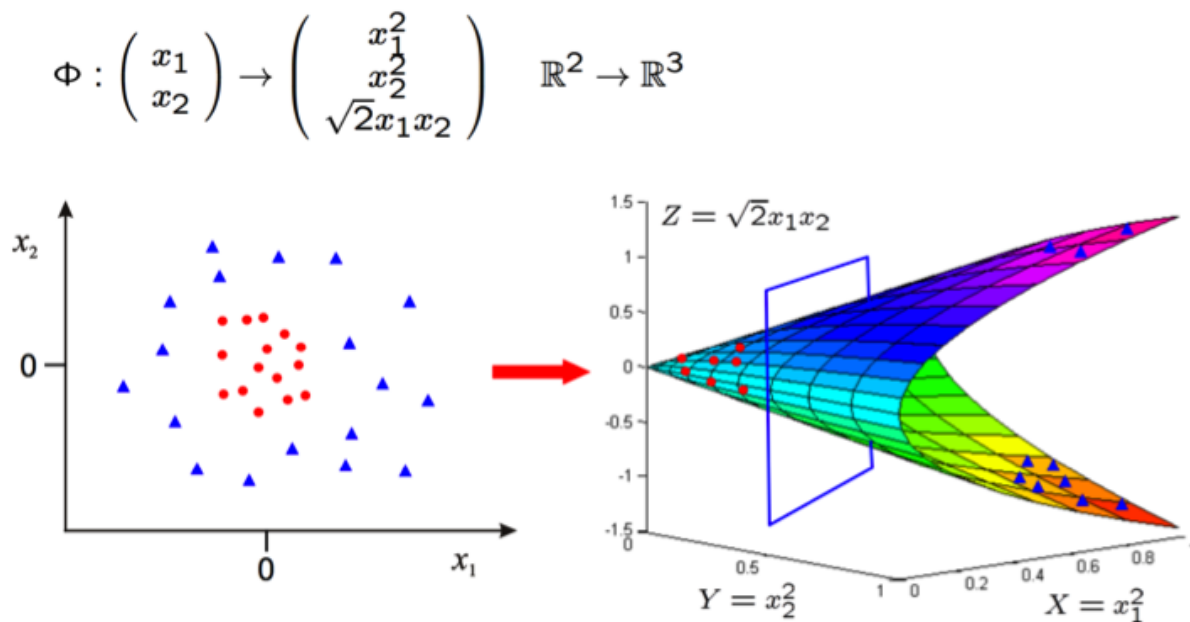 Φ : ( x₁ x₂ ) → ( x₁² x₂² √2x₁x₂ ) ℝ² → ℝ³
x₂
0
0
x₁
Z = √2x₁x₂
1.5
1
0.5
0
-0.5
-1
-1.5
0
0.5
1
Y = x₂²
0
0.2
0.4
0.6
0.8
X = x₁²